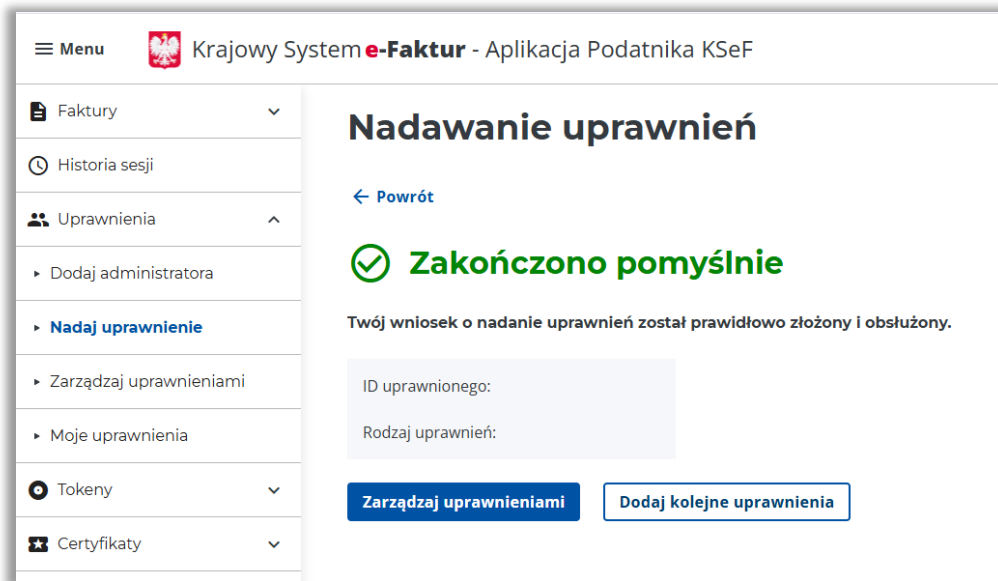 Menu
Krajowy System e-Faktur - Aplikacja Podatnika KSeF
Faktury
Historia sesji
Uprawnienia
Dodaj administratora
Nadaj uprawnienie
Zarządzaj uprawnieniami
Moje uprawnienia
Tokeny
Certyfikaty
Nadawanie uprawnień
Powrót
Zakończono pomyślnie
Twój wniosek o nadanie uprawnień został prawidłowo złożony i obsłużony.
ID uprawnionego:
Rodzaj uprawnień:
Zarządzaj uprawnieniami
Dodaj kolejne uprawnienia